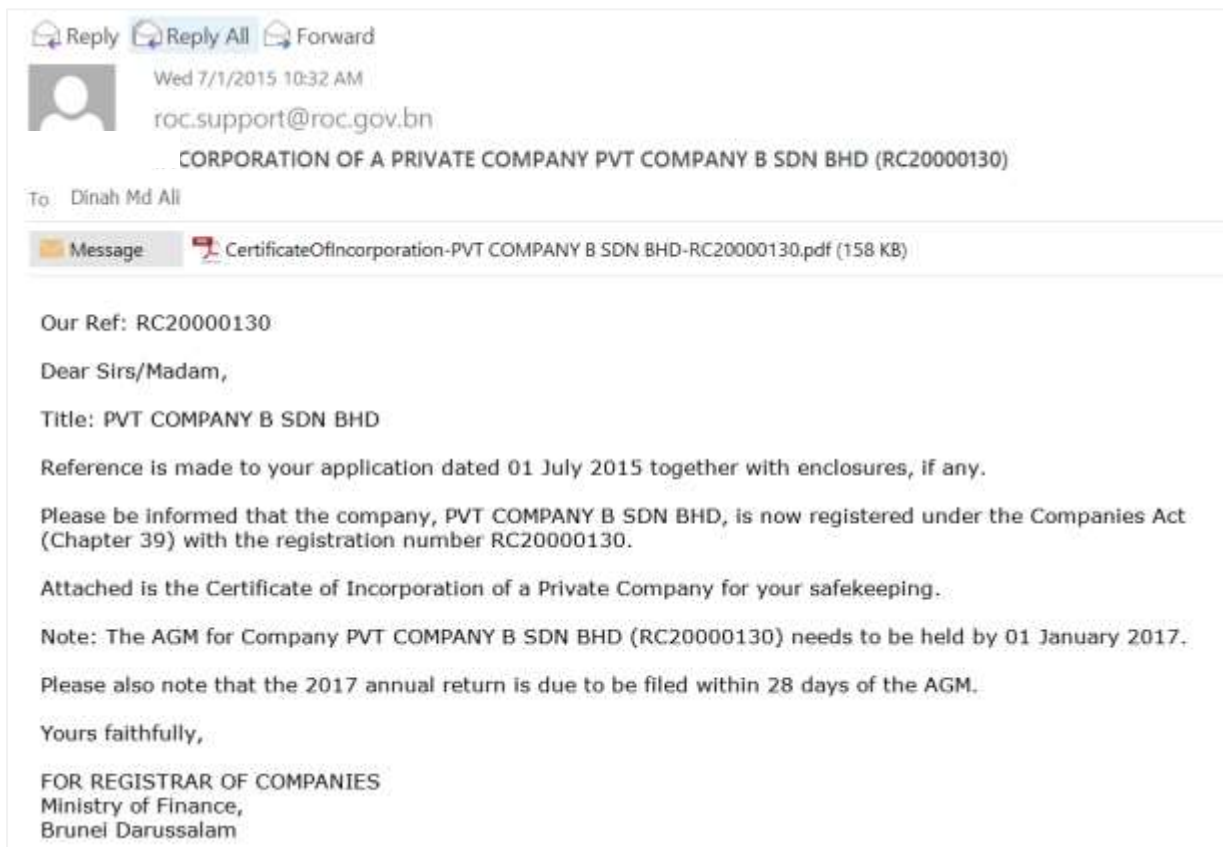 Reply Reply All Forward
Wed 7/1/2015 10:32 AM
roc.support@roc.gov.bn
CORPORATION OF A PRIVATE COMPANY PVT COMPANY B SDN BHD (RC20000130)
To Dinah Md Ali
Message CertificateOfIncorporation-PVT COMPANY B SDN BHD-RC20000130.pdf (158 KB)
Our Ref: RC20000130
Dear Sirs/Madam,
Title: PVT COMPANY B SDN BHD
Reference is made to your application dated 01 July 2015 together with enclosures, if any.
Please be informed that the company, PVT COMPANY B SDN BHD, is now registered under the Companies Act
(Chapter 39) with the registration number RC20000130.
Attached is the Certificate of Incorporation of a Private Company for your safekeeping.
Note: The AGM for Company PVT COMPANY B SDN BHD (RC20000130) needs to be held by 01 January 2017.
Please also note that the 2017 annual return is due to be filed within 28 days of the AGM.
Yours faithfully,
FOR REGISTRAR OF COMPANIES
Ministry of Finance,
Brunei Darussalam